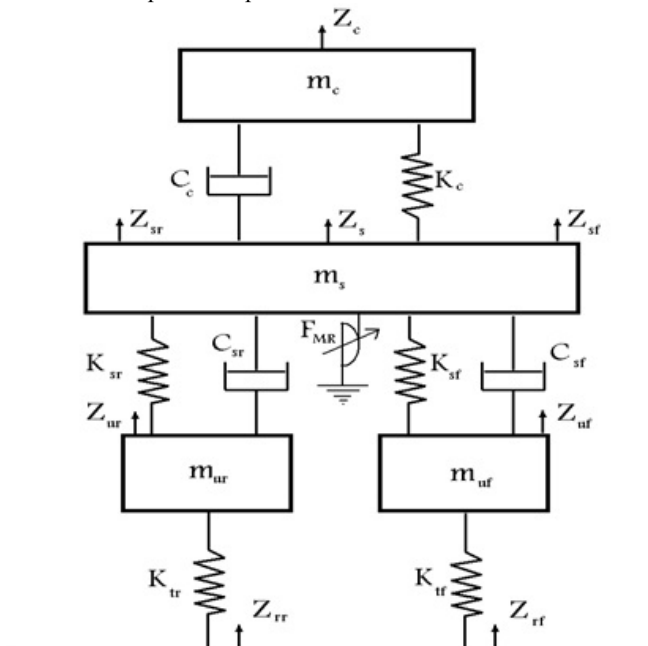 Z_c
m_c
C_c
K_c
Z_sr
Z_s
Z_sf
m_s
K_sr
C_sr
F_MR
K_sf
C_sf
Z_ur
Z_uf
m_ur
m_uf
K_tr
K_tf
Z_rr
Z_rf